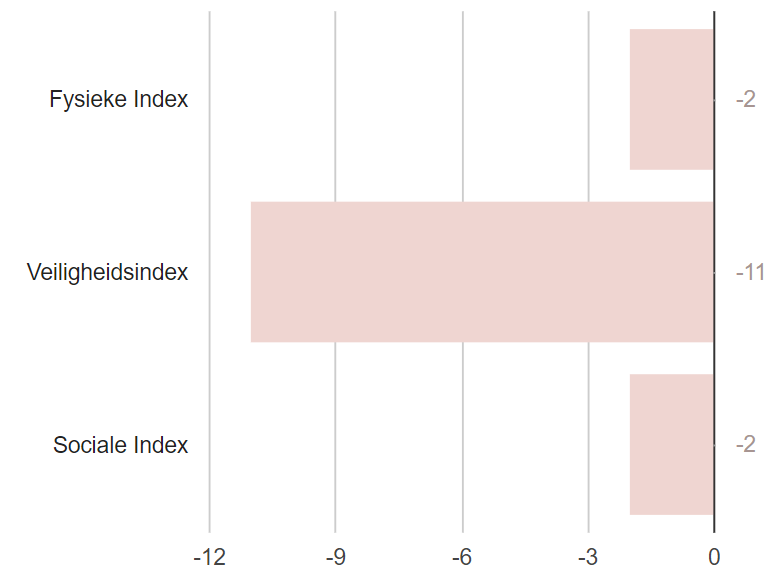 Fysieke Index -2
Veiligheidsindex -11
Sociale Index -2
-12 -9 -6 -3 0